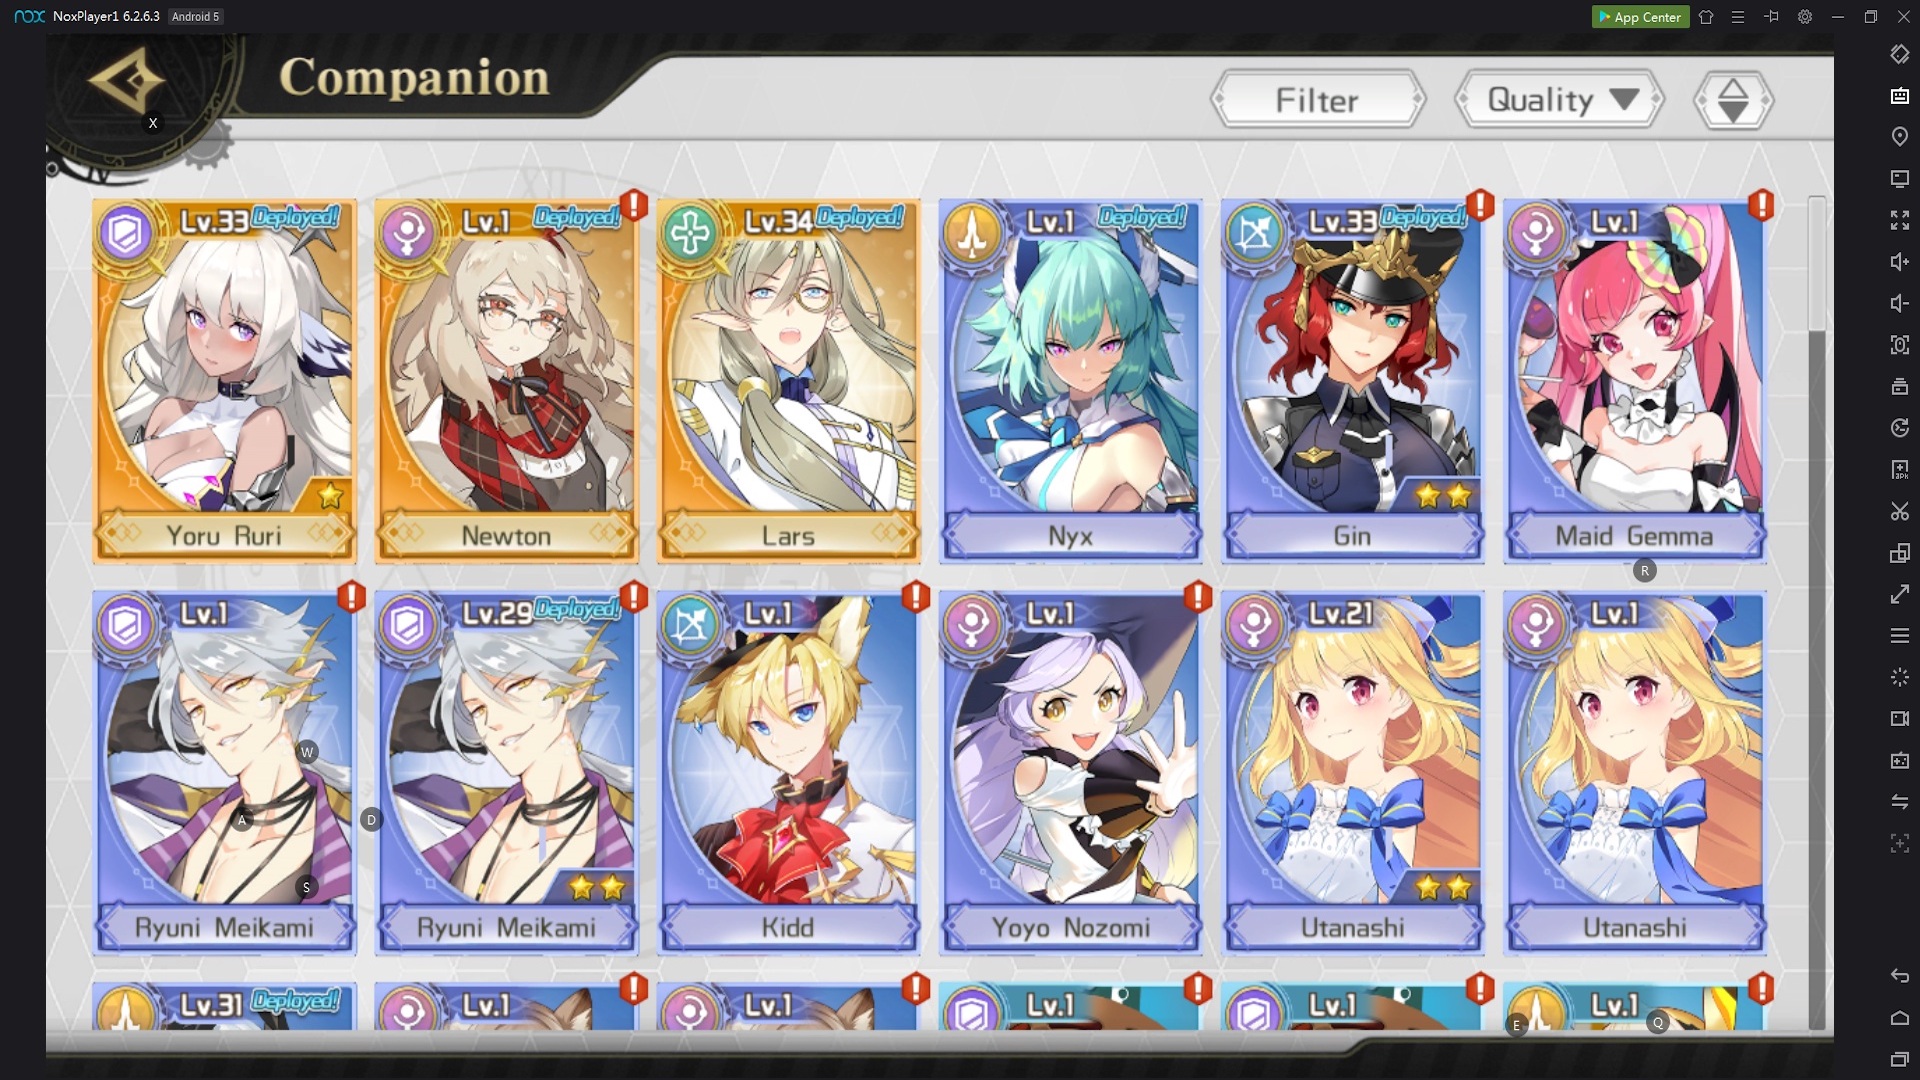 nox NoxPlayer1 6.2.6.3 Android 5
App Center
Companion
X
Filter
Quality
Lv.33 Deployed!
Lv.1 Deployed!
Lv.34 Deployed!
Lv.1 Deployed!
Lv.33 Deployed!
Lv.1
Yoru Ruri
Newton
Lars
Nyx
Gin
Maid Gemma
R
Lv.1
Lv.29 Deployed!
Lv.1
Lv.1
Lv.21
Lv.1
W
A
D
S
Ryuni Meikami
Ryuni Meikami
Kidd
Yoyo Nozomi
Utanashi
Utanashi
Lv.31 Deployed!
Lv.1
Lv.1
Lv.1
Lv.1
Lv.1
E
Q